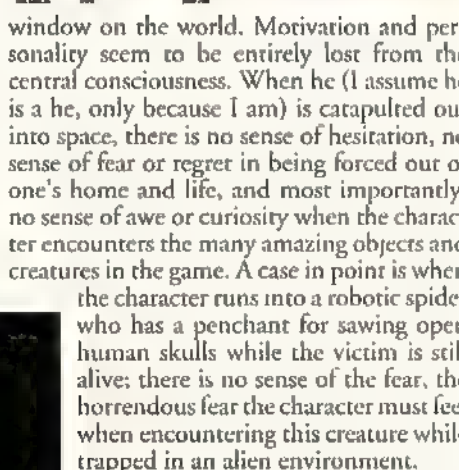 window on the world. Motivation and per
sonality seem to be entirely lost from the
central consciousness. When he (I assume he
is a he, only because I am) is catapulted ou
into space, there is no sense of hesitation, no
sense of fear or regret in being forced out o
one's home and life, and most importantly
no sense of awe or curiosity when the charac
ter encounters the many amazing objects and
creatures in the game. A case in point is when
the character runs into a robotic spide
who has a penchant for sawing open
human skulls while the victim is stil
alive; there is no sense of the fear, the
horrendous fear the character must fee
when encountering this creature while
trapped in an alien environment.